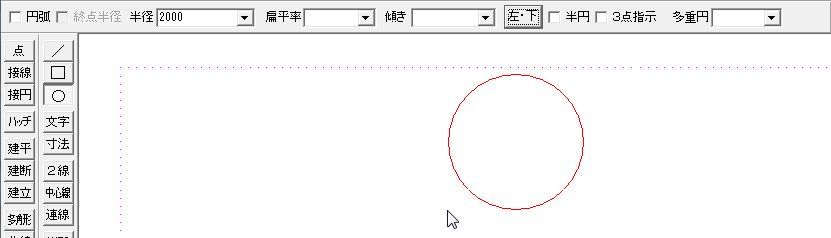 円弧 終点半径 半径 2000 扁平率 傾き 左・下 半円 3点指示 多重円
点 ／
接線 □
接円 ○
ハッチ 文字
建平 寸法
建断 2線
建立 中心線
多角形 連線